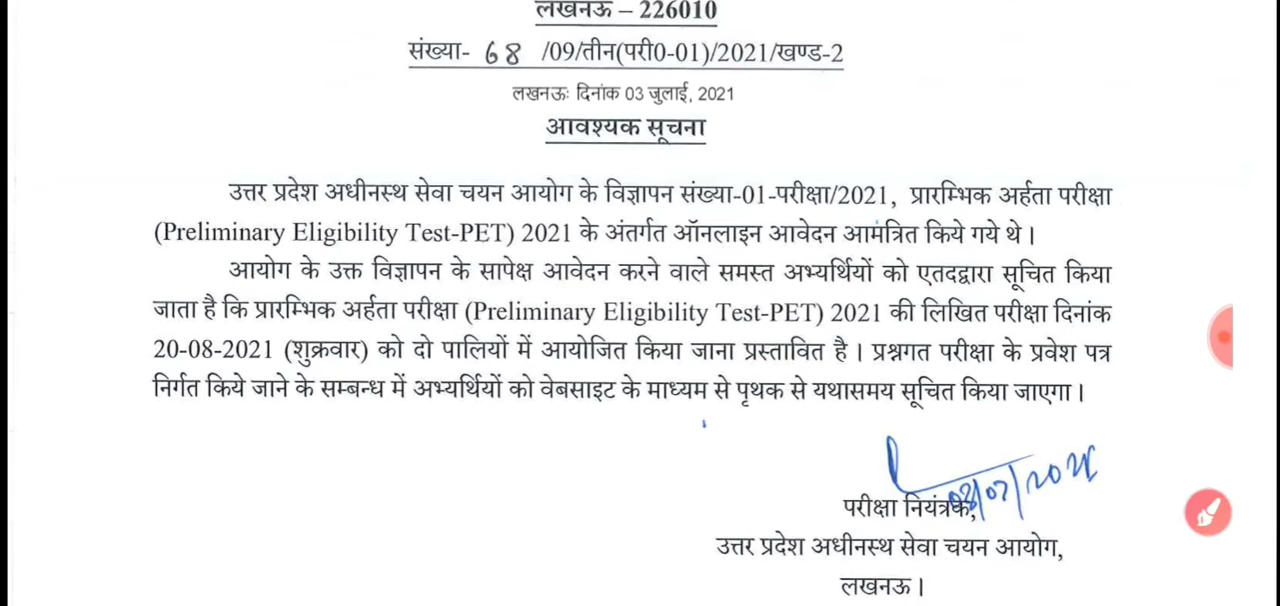 लखनऊ – 226010
संख्या- 68 /09/तीन(परी0-01)/2021/खण्ड-2
लखनऊः दिनांक 03 जुलाई, 2021
आवश्यक सूचना
उत्तर प्रदेश अधीनस्थ सेवा चयन आयोग के विज्ञापन संख्या-01-परीक्षा/2021, प्रारम्भिक अर्हता परीक्षा
(Preliminary Eligibility Test-PET) 2021 के अंतर्गत ऑनलाइन आवेदन आमंत्रित किये गये थे।
आयोग के उक्त विज्ञापन के सापेक्ष आवेदन करने वाले समस्त अभ्यर्थियों को एतदद्वारा सूचित किया
जाता है कि प्रारम्भिक अर्हता परीक्षा (Preliminary Eligibility Test-PET) 2021 की लिखित परीक्षा दिनांक
20-08-2021 (शुक्रवार) को दो पालियों में आयोजित किया जाना प्रस्तावित है। प्रश्नगत परीक्षा के प्रवेश पत्र
निर्गत किये जाने के सम्बन्ध में अभ्यर्थियों को वेबसाइट के माध्यम से पृथक से यथासमय सूचित किया जाएगा।
03/07/2021
परीक्षा नियंत्रक,
उत्तर प्रदेश अधीनस्थ सेवा चयन आयोग,
लखनऊ।